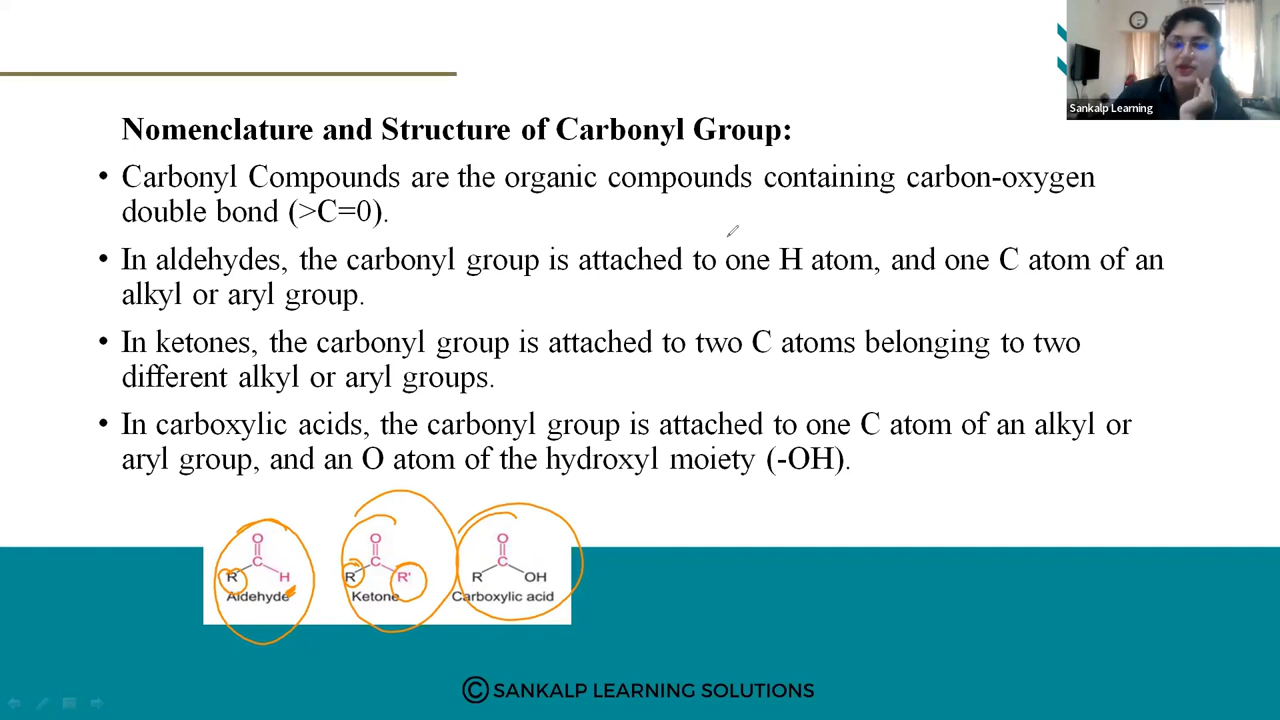 Sankalp Learning
Nomenclature and Structure of Carbonyl Group:
• Carbonyl Compounds are the organic compounds containing carbon-oxygen
double bond (>C=0).
• In aldehydes, the carbonyl group is attached to one H atom, and one C atom of an
alkyl or aryl group.
• In ketones, the carbonyl group is attached to two C atoms belonging to two
different alkyl or aryl groups.
• In carboxylic acids, the carbonyl group is attached to one C atom of an alkyl or
aryl group, and an O atom of the hydroxyl moiety (-OH).
O O O
C C C
R H R R' R OH
Aldehyde Ketone Carboxylic acid
© SANKALP LEARNING SOLUTIONS